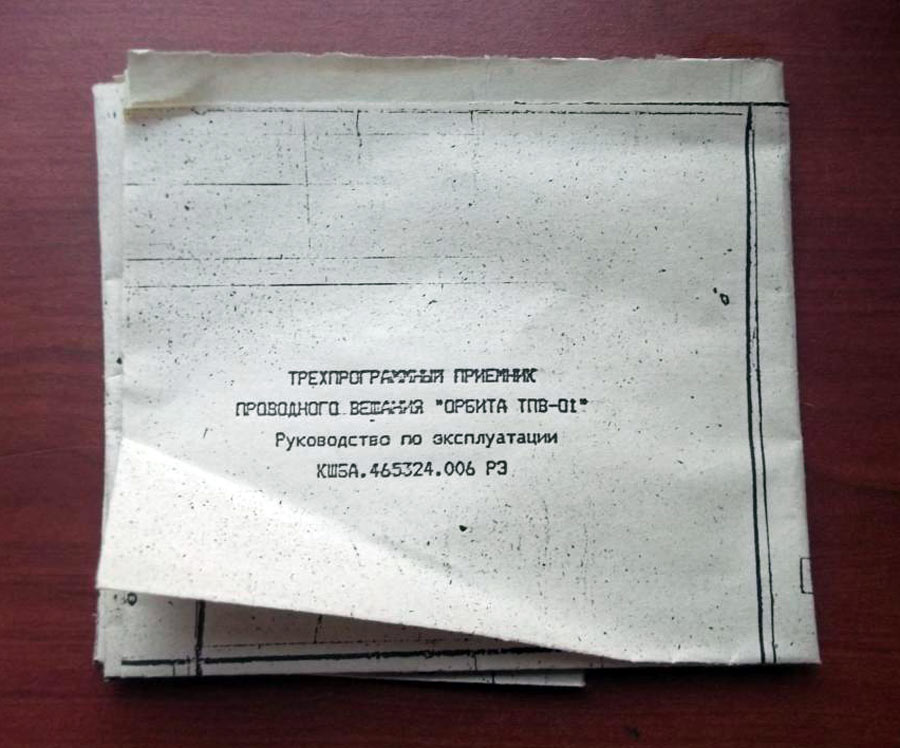 ТРЕХПРОГРАММНЫЙ ПРИЕМНИК
ПРОВОДНОГО ВЕЩАНИЯ "ОРБИТА ТПВ-01"
Руководство по эксплуатации
КШБА.465324.006 РЭ